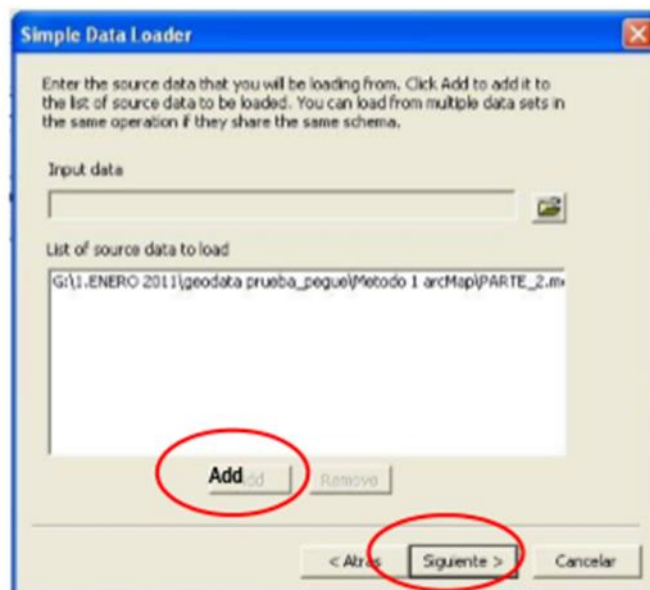 Simple Data Loader
Enter the source data that you will be loading from. Click Add to add it to
the list of source data to be loaded. You can load from multiple data sets in
the same operation if they share the same schema.
Input data
List of source data to load
G:\1.ENERO 2011\geodata prueba_pegue\Metodo 1 arcMap\PARTE_2.m
Add
Remove
< Atras
Siguiente >
Cancelar